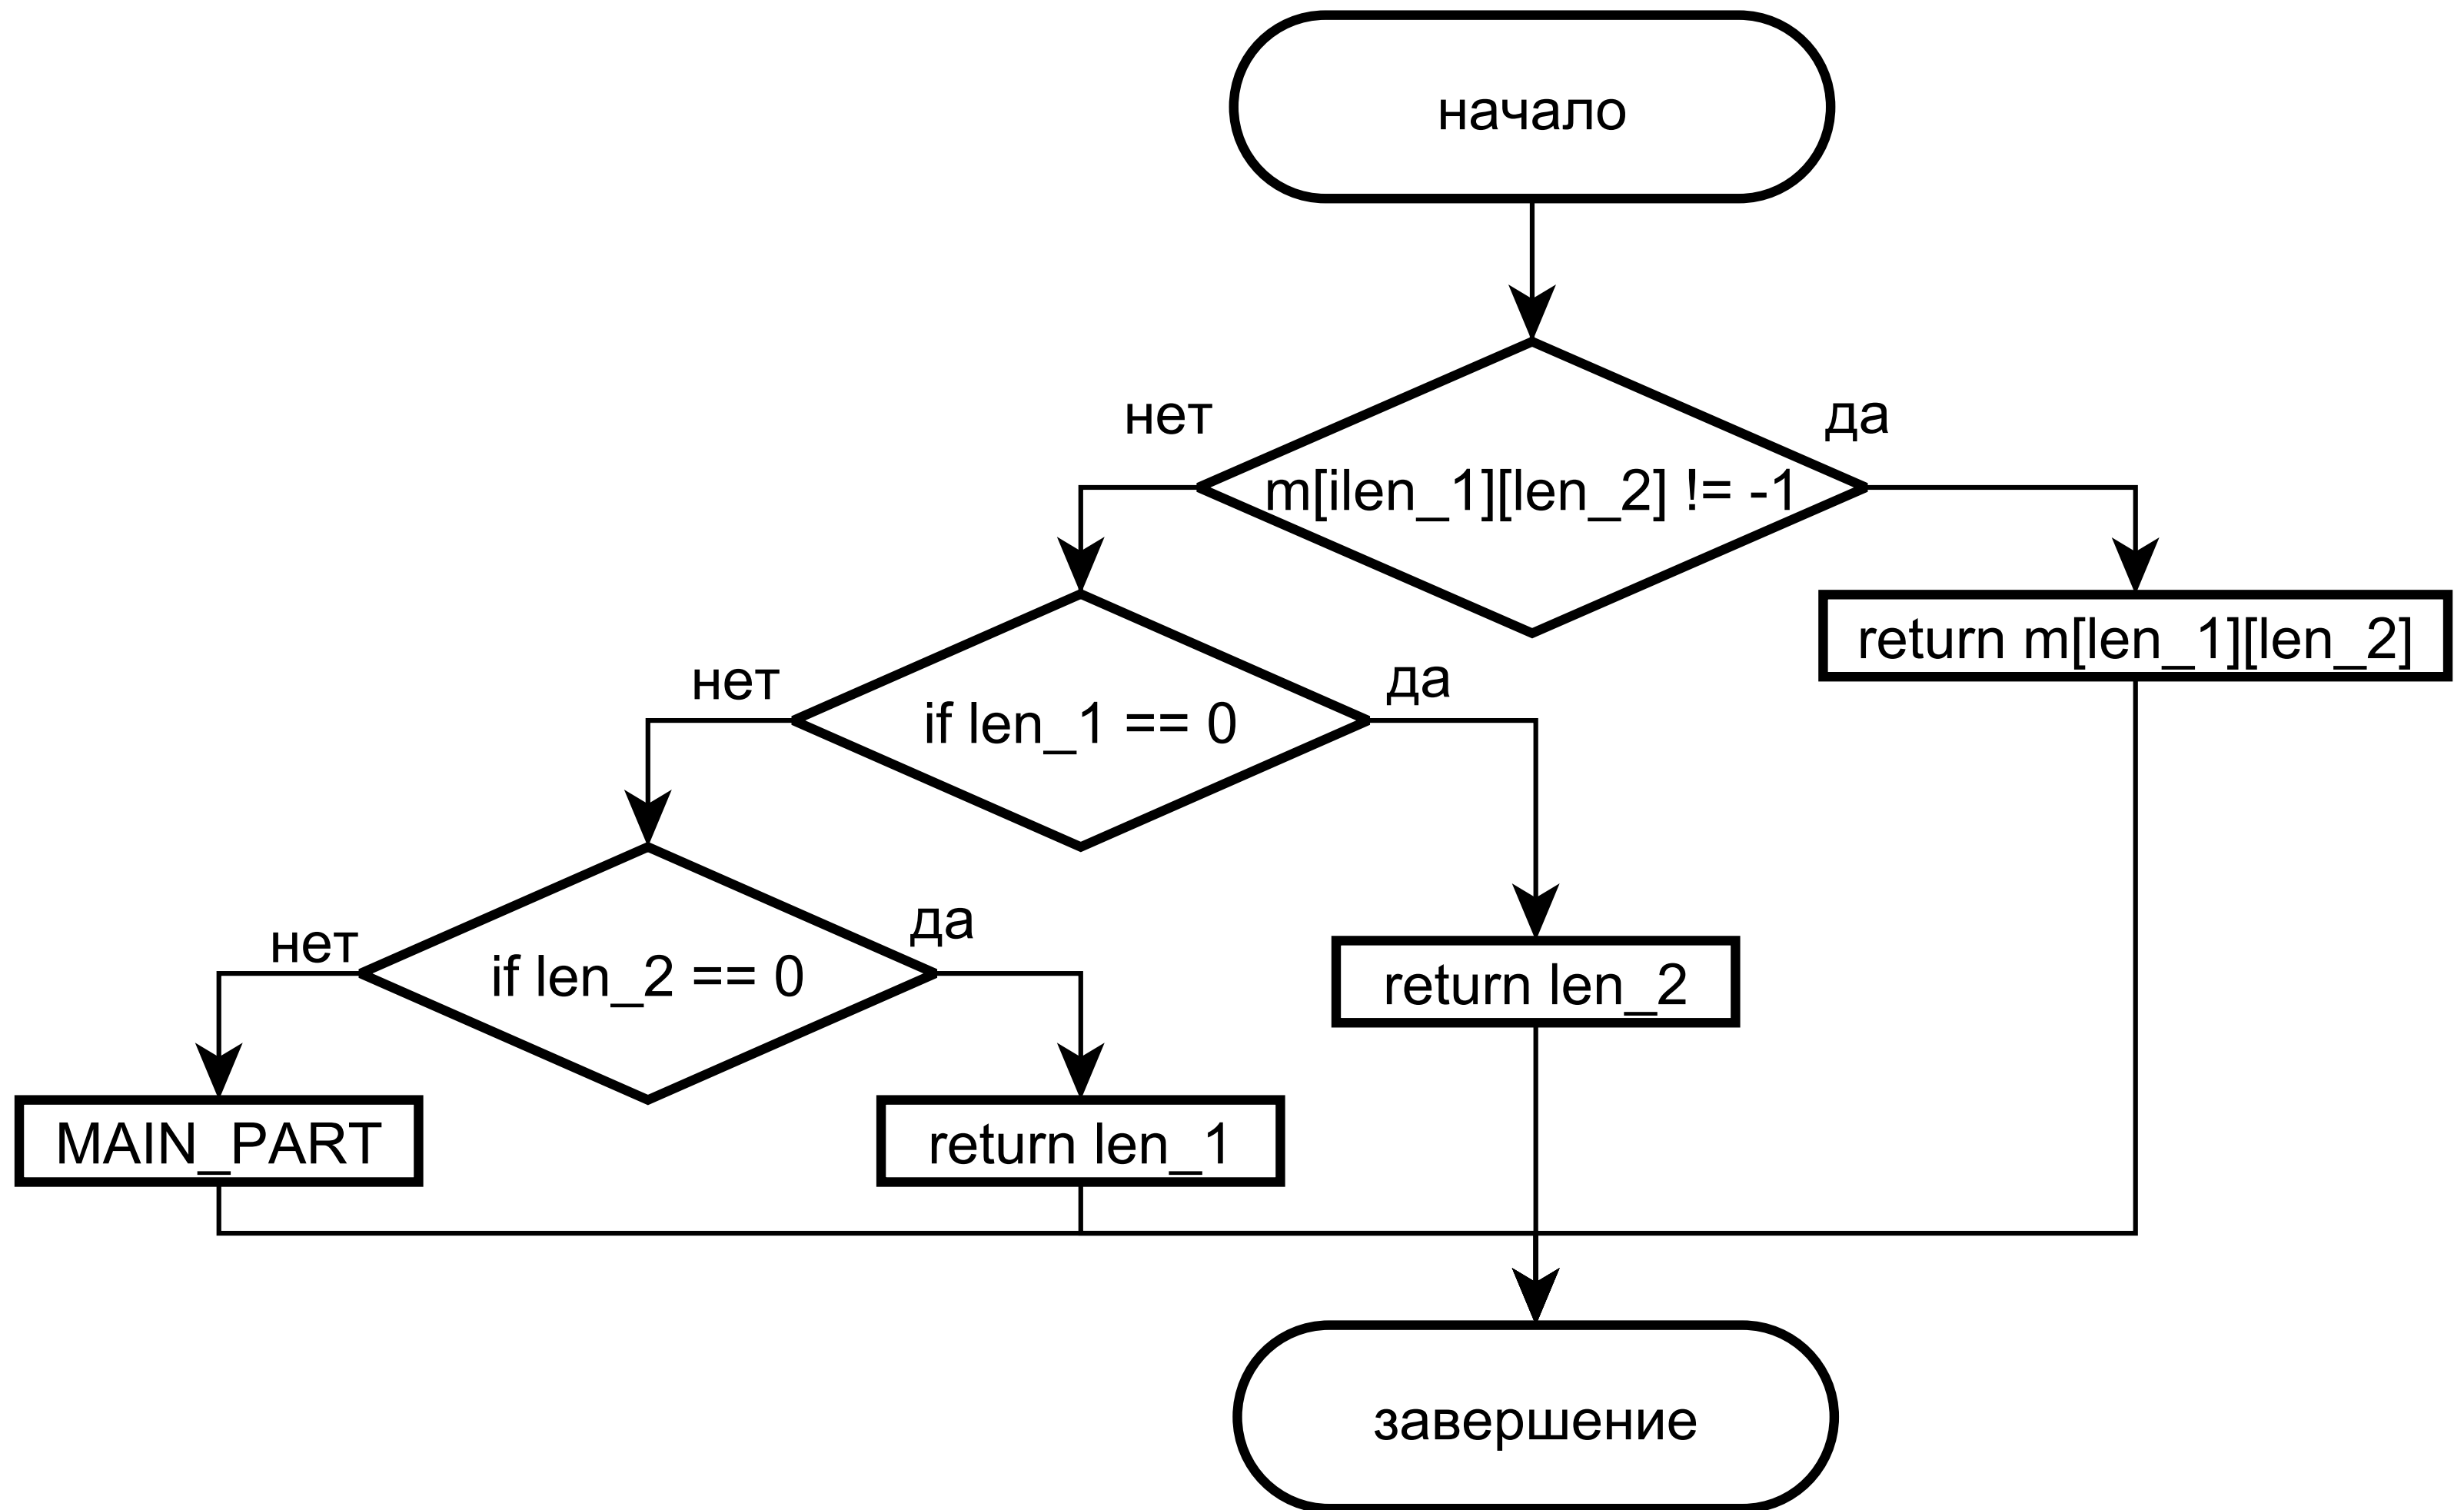 начало
нет
да
m[ilen_1][len_2] != -1
return m[len_1][len_2]
нет
да
if len_1 == 0
нет
да
if len_2 == 0
return len_2
MAIN_PART
return len_1
завершение